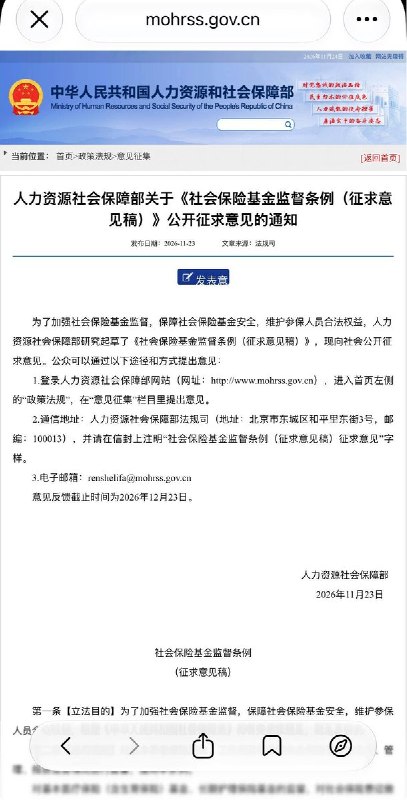 mohrss.gov.cn
2026年11月24日 加入收藏 网站无障碍
中华人民共和国人力资源和社会保障部
Ministry of Human Resources and Social Security of the People's Republic of China
当前位置： 首页>政策法规>意见征集
[返回首页]
人力资源社会保障部关于《社会保险基金监督条例（征求意
见稿）》公开征求意见的通知
发布日期：2026-11-23 文章来源：法规司
发表意
为了加强社会保险基金监督，保障社会保险基金安全，维护参保人员合法权益，人力
资源社会保障部研究起草了《社会保险基金监督条例（征求意见稿）》，现向社会公开征
求意见。公众可以通过以下途径和方式提出意见：
1.登录人力资源社会保障部网站（网址：http://www.mohrss.gov.cn），进入首页左侧
的“政策法规”，在“意见征集”栏目里提出意见。
2.通信地址：人力资源社会保障部法规司（地址：北京市东城区和平里东街3号，邮
编：100013），并请在信封上注明“社会保险基金监督条例（征求意见稿）征求意见”字
样。
3.电子邮箱：renshelifa@mohrss.gov.cn
意见反馈截止时间为2026年12月23日。
人力资源社会保障部
2026年11月23日
社会保险基金监督条例
（征求意见稿）
第一条【立法目的】为了加强社会保险基金监督，保障社会保险基金安全，维护参保